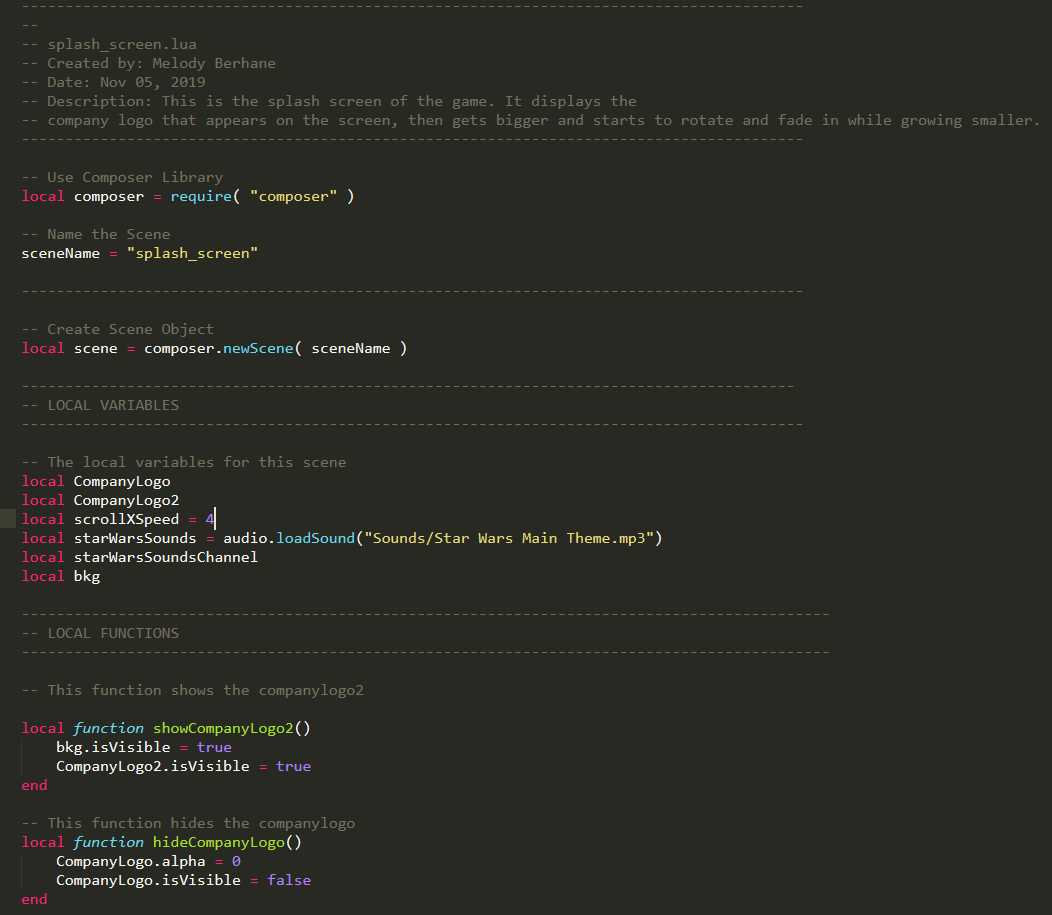 -----------------------------------------------------------------------------------------
--
-- splash_screen.lua
-- Created by: Melody Berhane
-- Date: Nov 05, 2019
-- Description: This is the splash screen of the game. It displays the
-- company logo that appears on the screen, then gets bigger and starts to rotate and fade in while growing smaller.
-----------------------------------------------------------------------------------------
-- Use Composer Library
local composer = require( "composer" )
-- Name the Scene
sceneName = "splash_screen"
-----------------------------------------------------------------------------------------
-- Create Scene Object
local scene = composer.newScene( sceneName )
----------------------------------------------------------------------------------------
-- LOCAL VARIABLES
-----------------------------------------------------------------------------------------
-- The local variables for this scene
local CompanyLogo
local CompanyLogo2
local scrollXSpeed = 4
local starWarsSounds = audio.loadSound("Sounds/Star Wars Main Theme.mp3")
local starWarsSoundsChannel
local bkg
--------------------------------------------------------------------------------------------
-- LOCAL FUNCTIONS
--------------------------------------------------------------------------------------------
-- This function shows the companylogo2
local function showCompanyLogo2()
    bkg.isVisible = true
    CompanyLogo2.isVisible = true
end
-- This function hides the companylogo
local function hideCompanyLogo()
    CompanyLogo.alpha = 0
    CompanyLogo.isVisible = false
end